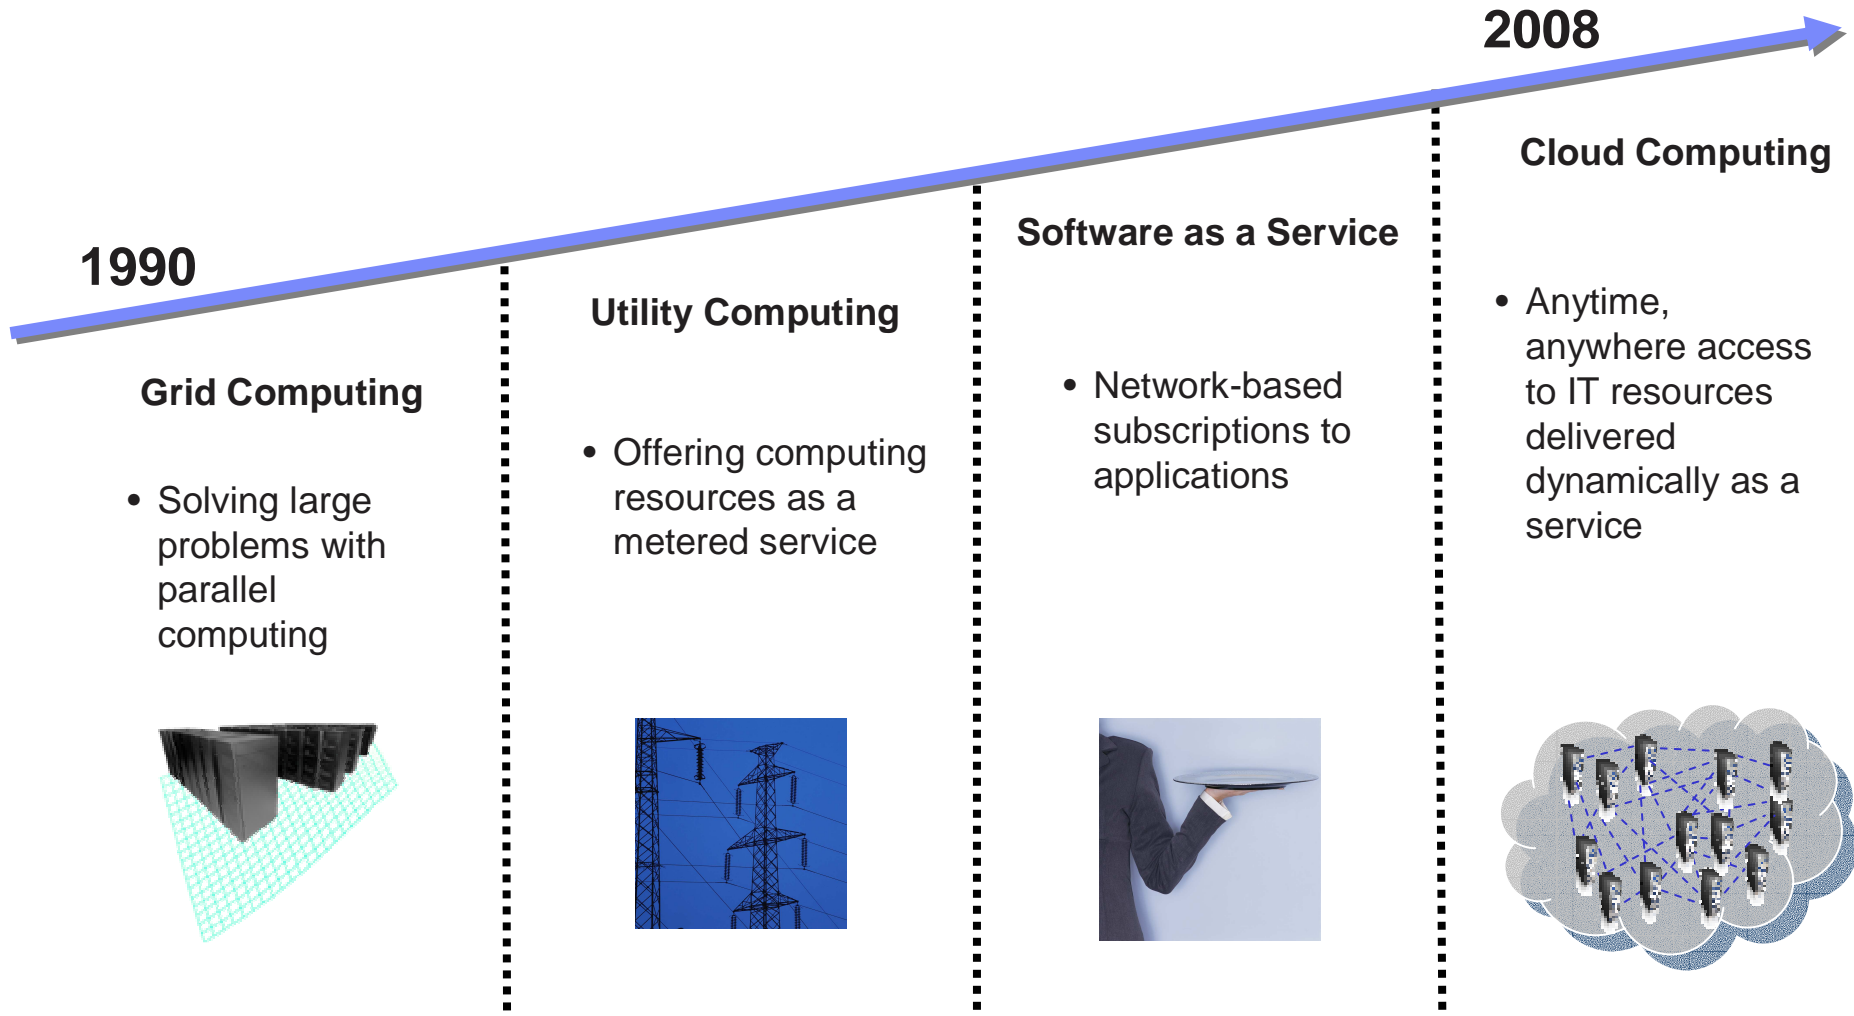 1990
2008
Grid Computing
• Solving large
problems with
parallel
computing
Utility Computing
• Offering computing
resources as a
metered service
Software as a Service
• Network-based
subscriptions to
applications
Cloud Computing
• Anytime,
anywhere access
to IT resources
delivered
dynamically as a
service